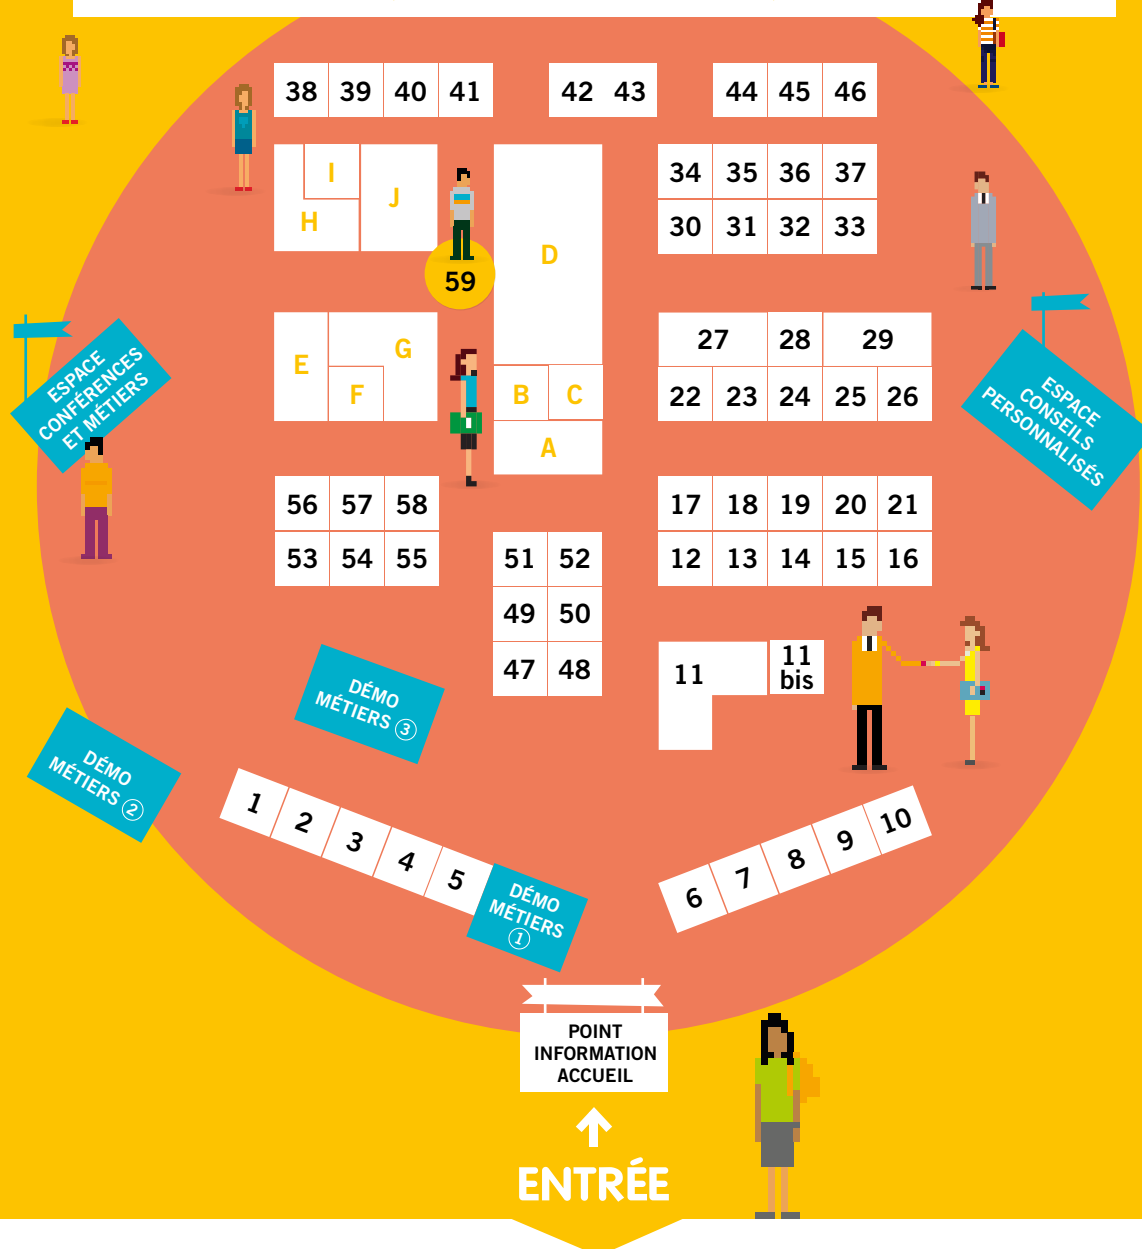 38 39 40 41
42 43
44 45 46
I
H
J
34 35 36 37
30 31 32 33
D
59
E
G
F
B C
A
27 28 29
22 23 24 25 26
ESPACE
CONFÉRENCES
ET MÉTIERS
ESPACE
CONSEILS
PERSONNALISÉS
56 57 58
53 54 55
17 18 19 20 21
12 13 14 15 16
51 52
49 50
47 48
11
11
bis
DÉMO
MÉTIERS 3
DÉMO
MÉTIERS 2
1 2 3 4 5
DÉMO
MÉTIERS
1
6 7 8 9 10
POINT
INFORMATION
ACCUEIL
ENTRÉE